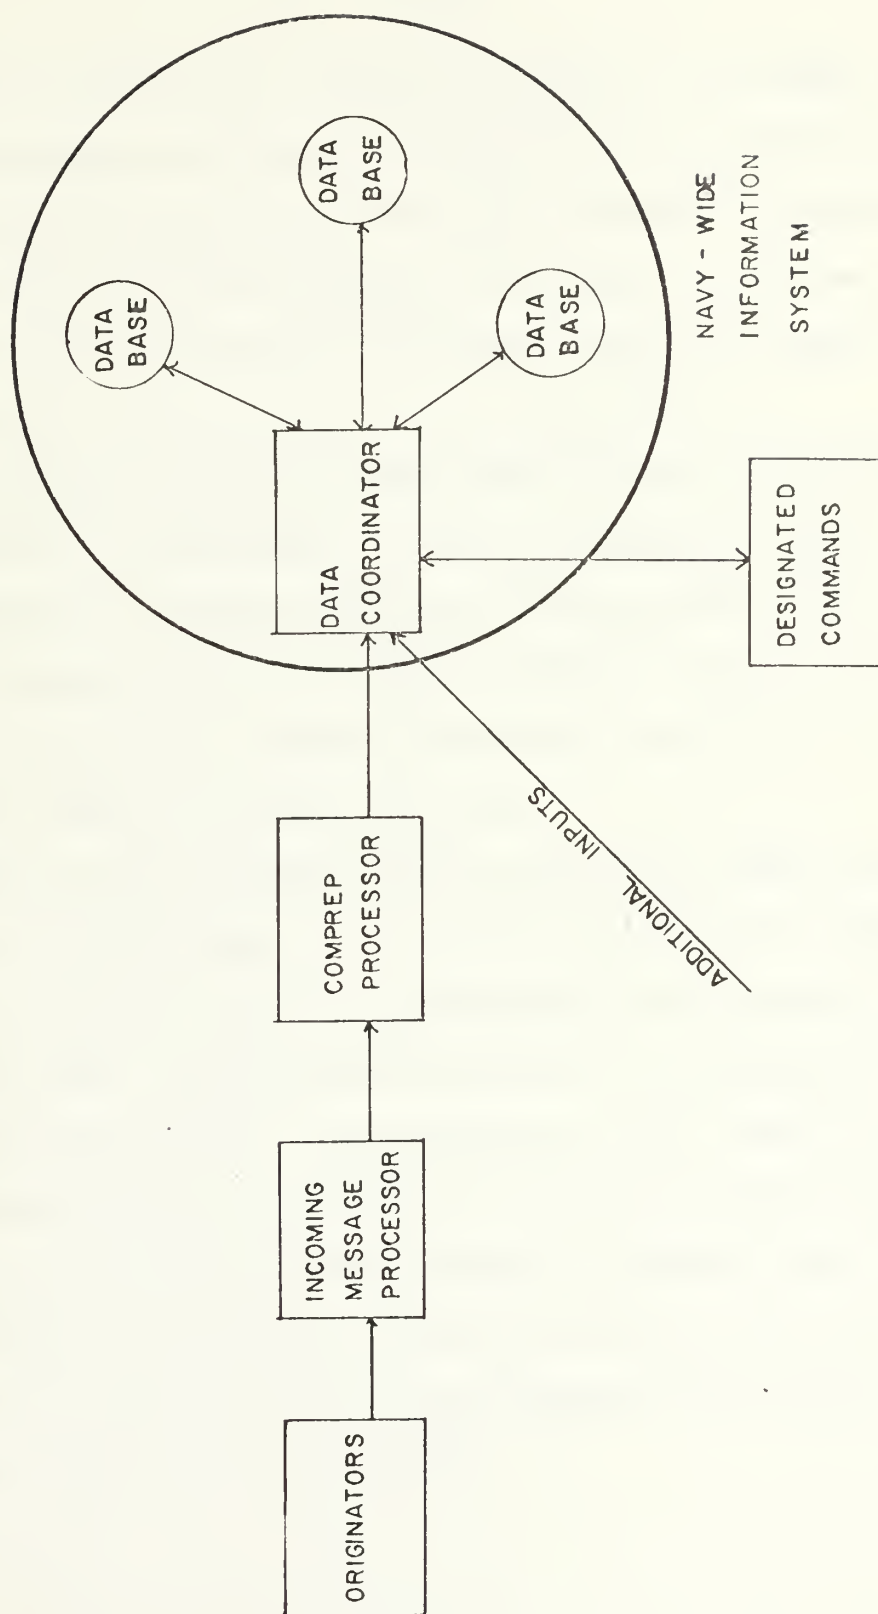 ORIGINATORS
INCOMING
MESSAGE
PROCESSOR
COMPREP
PROCESSOR
ADDITIONAL INPUTS
DATA
COORDINATOR
DATA
BASE
DATA
BASE
DATA
BASE
DESIGNATED
COMMANDS
NAVY - WIDE
INFORMATION
SYSTEM